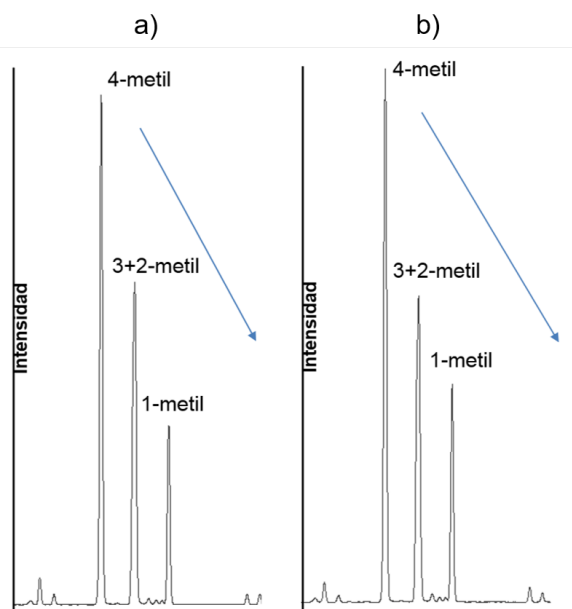 a)
4-metil
3+2-metil
1-metil
Intensidad
b)
4-metil
3+2-metil
1-metil
Intensidad